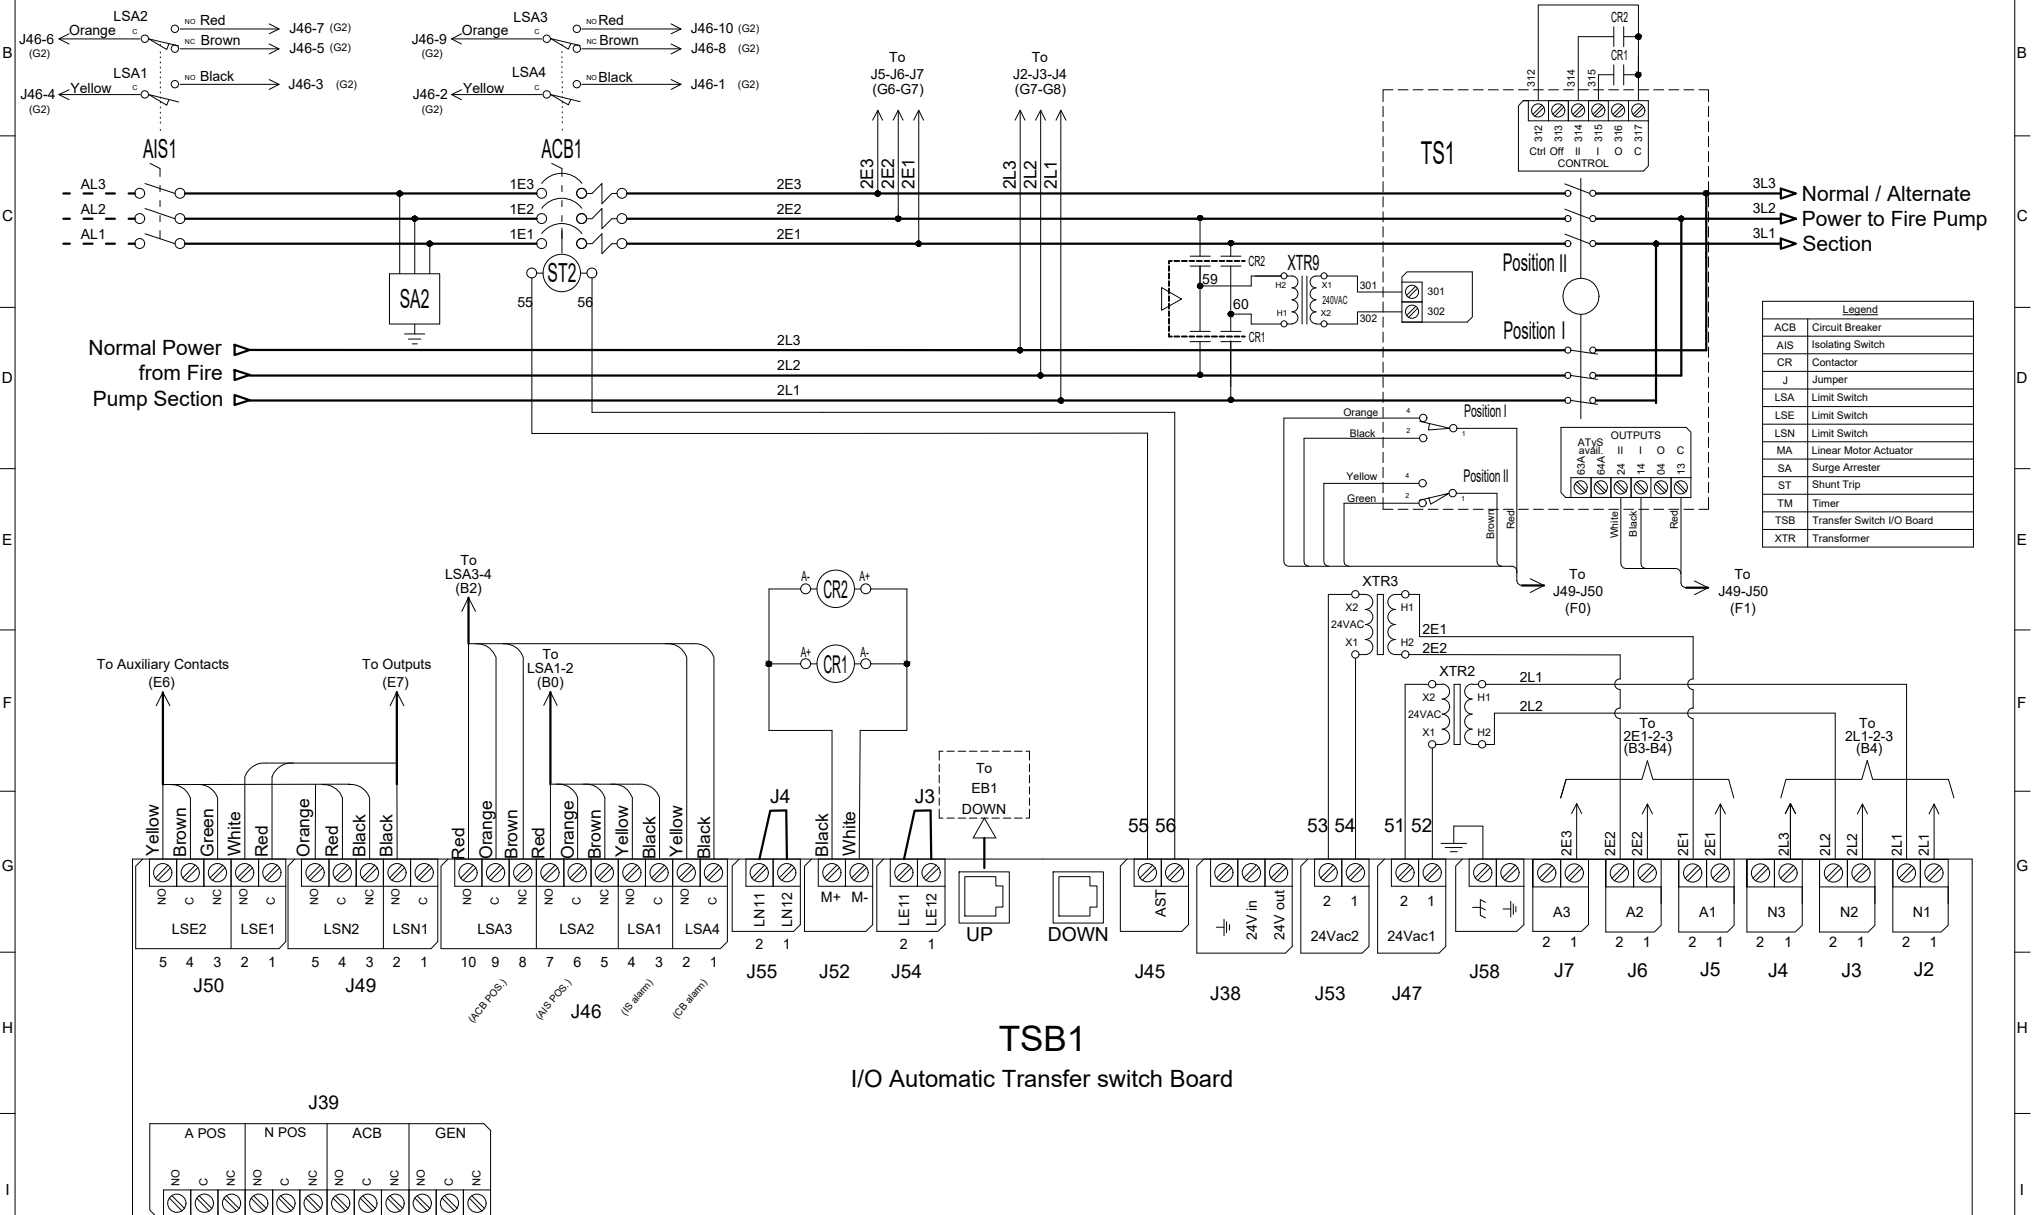 B
LSA2
NO Red
J46-7 (G2)
J46-6
(G2)
Orange
C
NC Brown
J46-5 (G2)
LSA1
NO Black
J46-3 (G2)
J46-4
(G2)
Yellow
C
LSA3
NO Red
J46-10 (G2)
J46-9
(G2)
Orange
C
NC Brown
J46-8 (G2)
LSA4
NO Black
J46-1 (G2)
J46-2
(G2)
Yellow
C
To
J5-J6-J7
(G6-G7)
To
J2-J3-J4
(G7-G8)
CR2
CR1
312
314
315
B
312 313 314 315 316 317
Ctrl Off II I O C
CONTROL
TS1
AIS1
ACB1
2E3
2E2
2E1
2L3
2L2
2L1
C
AL3
1E3
2E3
3L3
Normal / Alternate
AL2
1E2
2E2
3L2
Power to Fire Pump
AL1
1E1
2E1
3L1
Section
C
SA2
ST2
55
56
CR2
59
60
CR1
XTR9
H2
H1
X1
240VAC
X2
301
302
301
302
Position II
Position I
D
Normal Power
from Fire
Pump Section
2L3
2L2
2L1
D
Legend
ACB Circuit Breaker
AIS Isolating Switch
CR Contactor
J Jumper
LSA Limit Switch
LSE Limit Switch
LSN Limit Switch
MA Linear Motor Actuator
SA Surge Arrester
ST Shunt Trip
TM Timer
TSB Transfer Switch I/O Board
XTR Transformer
Orange 4
Position I
Black 2
1
Yellow 4
Position II
Green 2
1
Brown
Red
OUTPUTS
ATyS
avail. II I O C
63A 64A 24 14 04 13
White
Black
Red
To
J49-J50
(F0)
To
J49-J50
(F1)
E
E
To
LSA3-4
(B2)
A- CR2 A+
A+ CR1 A-
XTR3
X2
24VAC
X1
H1
H2
2E1
2E2
F
To Auxiliary Contacts
(E6)
To Outputs
(E7)
To
LSA1-2
(B0)
XTR2
X2
24VAC
X1
H1
H2
2L1
2L2
To
2E1-2-3
(B3-B4)
To
2L1-2-3
(B4)
F
To
EB1
DOWN
J4
J3
G
Yellow Brown Green White Red
Orange Red Black Black
Red Orange Brown Red Orange Brown Yellow Black Yellow Black
Black White
55 56
53 54
51 52
2E3
2E2 2E2
2E1 2E1
2L3
2L2 2L2
2L1 2L1
G
NO C NC
LSE2 LSE1
5 4 3 2 1
J50
NO C NC
LSN2 LSN1
5 4 3 2 1
J49
NO C NC NO C NC NO C NO C
LSA3 LSA2 LSA1 LSA4
10 9 8 7 6 5 4 3 2 1
(ACB POS.)
(AIS POS.)
(IS alarm)
(CB alarm)
J46
LN11 LN12
2 1
J55
M+ M-
J52
LE11 LE12
2 1
J54
UP
DOWN
AST
J45
24V in
24V out
J38
2 1
24Vac2
J53
2 1
24Vac1
J47
J58
A3
2 1
J7
A2
2 1
J6
A1
2 1
J5
N3
2 1
J4
N2
2 1
J3
N1
2 1
J2
H
H
TSB1
I/O Automatic Transfer switch Board
J39
A POS N POS ACB GEN
NO C NC NO C NC NO C NC NO C NC
I
I